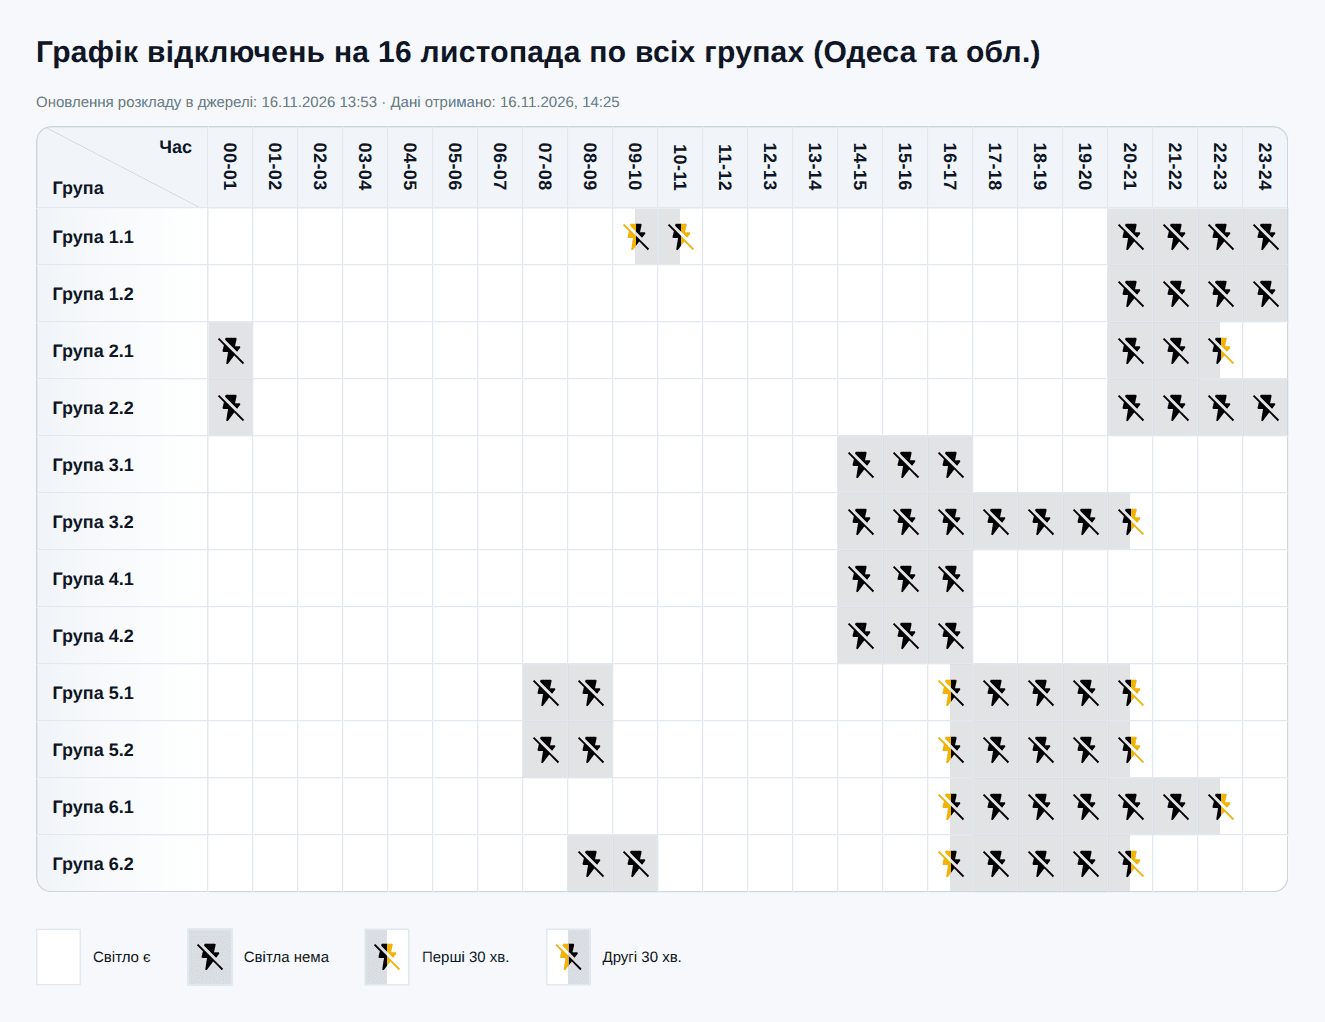 Графік відключень на 16 листопада по всіх групах (Одеса та обл.)
Оновлення розкладу в джерелі: 16.11.2026 13:53 · Дані отримано: 16.11.2026, 14:25
Час
Група
00-01 01-02 02-03 03-04 04-05 05-06 06-07 07-08 08-09 09-10 10-11 11-12 12-13 13-14 14-15 15-16 16-17 17-18 18-19 19-20 20-21 21-22 22-23 23-24
Група 1.1
Група 1.2
Група 2.1
Група 2.2
Група 3.1
Група 3.2
Група 4.1
Група 4.2
Група 5.1
Група 5.2
Група 6.1
Група 6.2
Світло є Світла нема Перші 30 хв. Другі 30 хв.